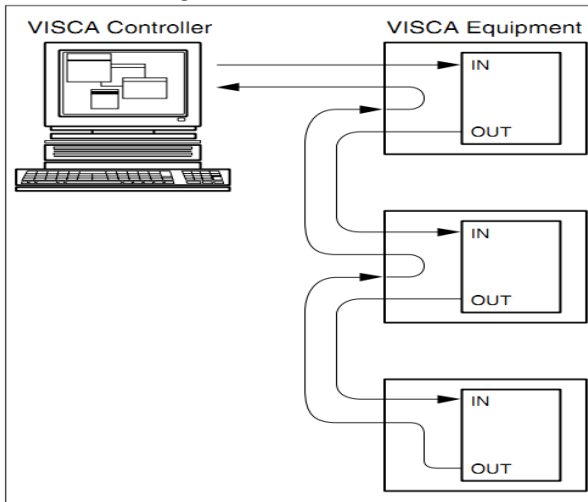 VISCA Controller
VISCA Equipment
IN
OUT
IN
OUT
IN
OUT